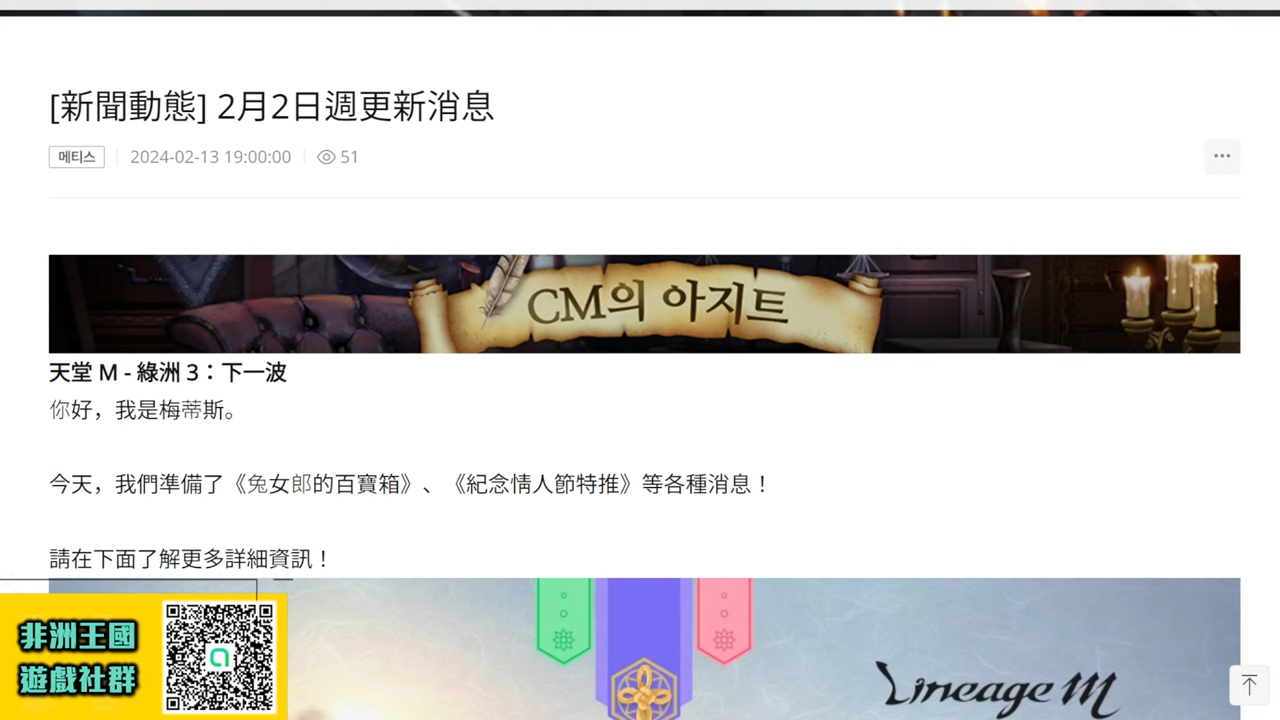 [新聞動態] 2月2日週更新消息
메티스 2024-02-13 19:00:00 51
CM의 아지트
天堂 M - 綠洲 3：下一波
你好，我是梅蒂斯。
今天，我們準備了《兔女郎的百寶箱》、《紀念情人節特推》等各種消息！
請在下面了解更多詳細資訊！
非洲王國
遊戲社群
Lineage M